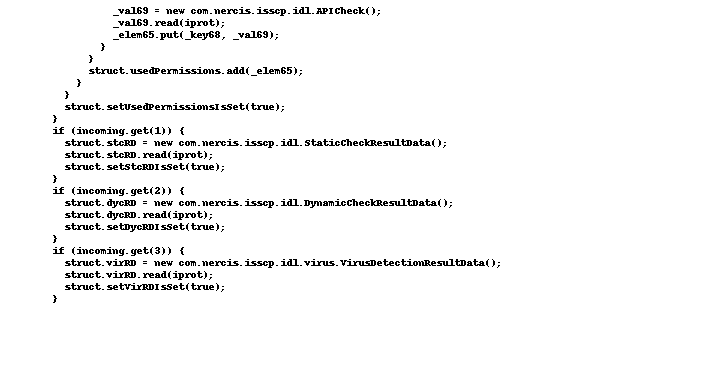 _val69 = new com.nercis.isscp.idl.APICheck();
_val69.read(iprot);
_elem65.put(_key68, _val69);
}
}
struct.usedPermissions.add(_elem65);
}
}
struct.setUsedPermissionsIsSet(true);
}
if (incoming.get(1)) {
struct.stcRD = new com.nercis.isscp.idl.StaticCheckResultData();
struct.stcRD.read(iprot);
struct.setStcRDIsSet(true);
}
if (incoming.get(2)) {
struct.dycRD = new com.nercis.isscp.idl.DynamicCheckResultData();
struct.dycRD.read(iprot);
struct.setDycRDIsSet(true);
}
if (incoming.get(3)) {
struct.virRD = new com.nercis.isscp.idl.virus.VirusDetectionResultData();
struct.virRD.read(iprot);
struct.setVirRDIsSet(true);
}